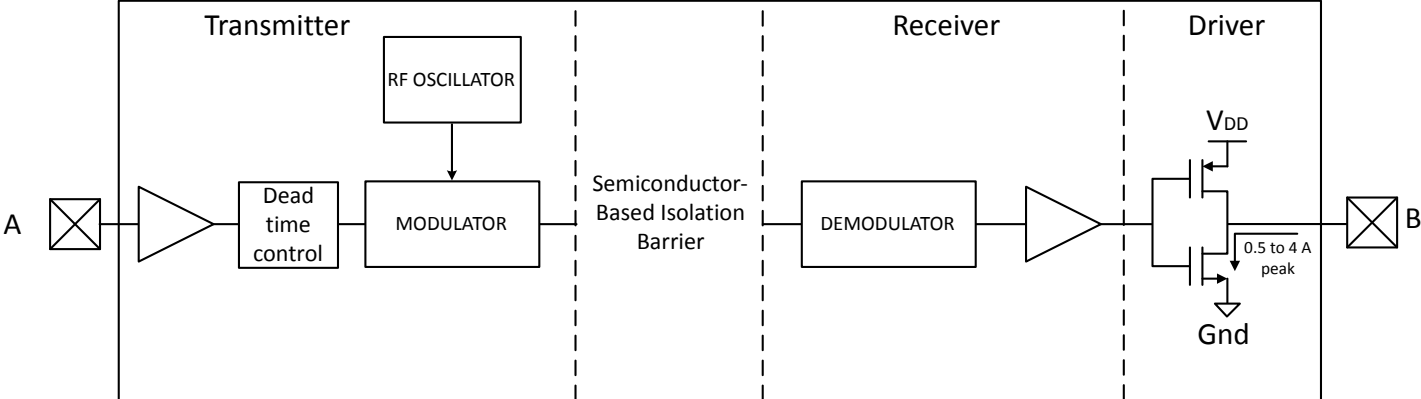 Transmitter
Receiver
Driver
RF OSCILLATOR
VDD
A
Dead
time
control
MODULATOR
Semiconductor-
Based Isolation
Barrier
DEMODULATOR
B
0.5 to 4 A
peak
Gnd